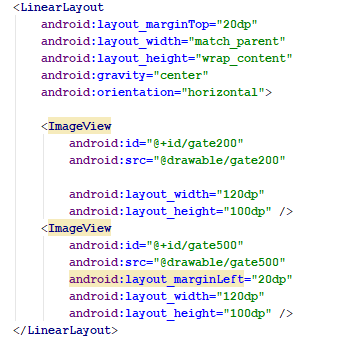 <LinearLayout
android:layout_marginTop="20dp"
android:layout_width="match_parent"
android:layout_height="wrap_content"
android:gravity="center"
android:orientation="horizontal">
<ImageView
android:id="@+id/gate200"
android:src="@drawable/gate200"
android:layout_width="120dp"
android:layout_height="100dp" />
<ImageView
android:id="@+id/gate500"
android:src="@drawable/gate500"
android:layout_marginLeft="20dp"
android:layout_width="120dp"
android:layout_height="100dp" />
</LinearLayout>